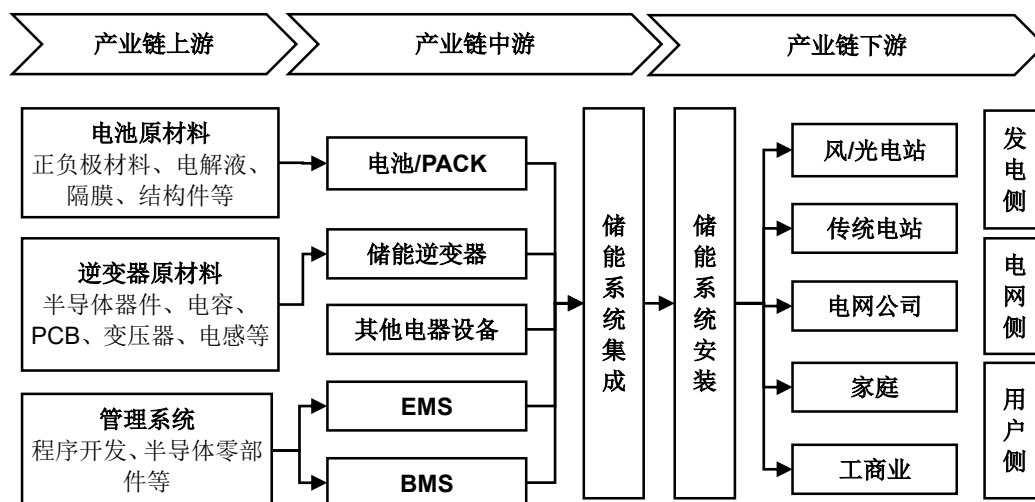 产业链上游
产业链中游
产业链下游
电池原材料
正负极材料、电解液、
隔膜、结构件等
逆变器原材料
半导体器件、电容、
PCB、变压器、电感等
管理系统
程序开发、半导体零部
件等
电池/PACK
储能逆变器
其他电器设备
EMS
BMS
储能系统集成
储能系统安装
风/光电站
传统电站
电网公司
家庭
工商业
发电侧
电网侧
用户侧